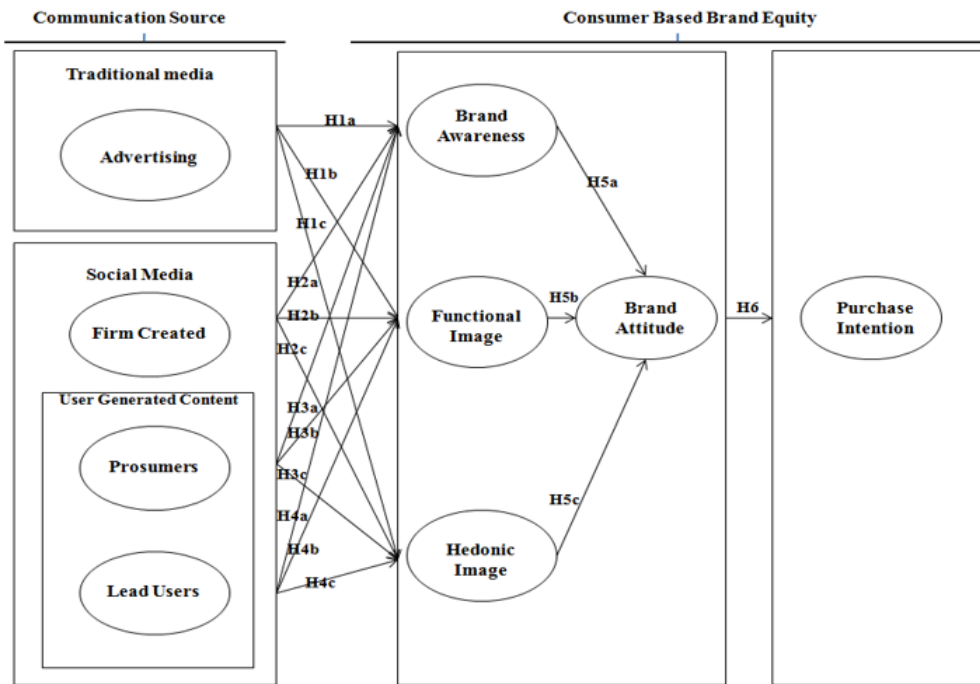 Communication Source
Consumer Based Brand Equity
Traditional media
Advertising
Social Media
Firm Created
User Generated Content
Prosumers
Lead Users
H1a
H1b
H1c
H2a
H2b
H2c
H3a
H3b
H3c
H4a
H4b
H4c
Brand
Awareness
Functional
Image
Hedonic
Image
H5a
H5b
H5c
Brand
Attitude
H6
Purchase
Intention